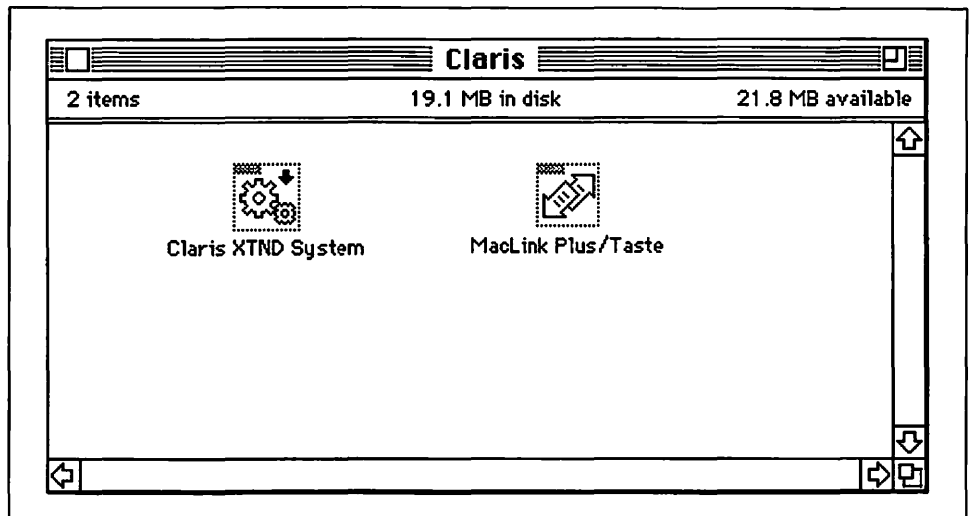 Claris
2 items 19.1 MB in disk 21.8 MB available
Claris XTND System MacLink Plus/Taste